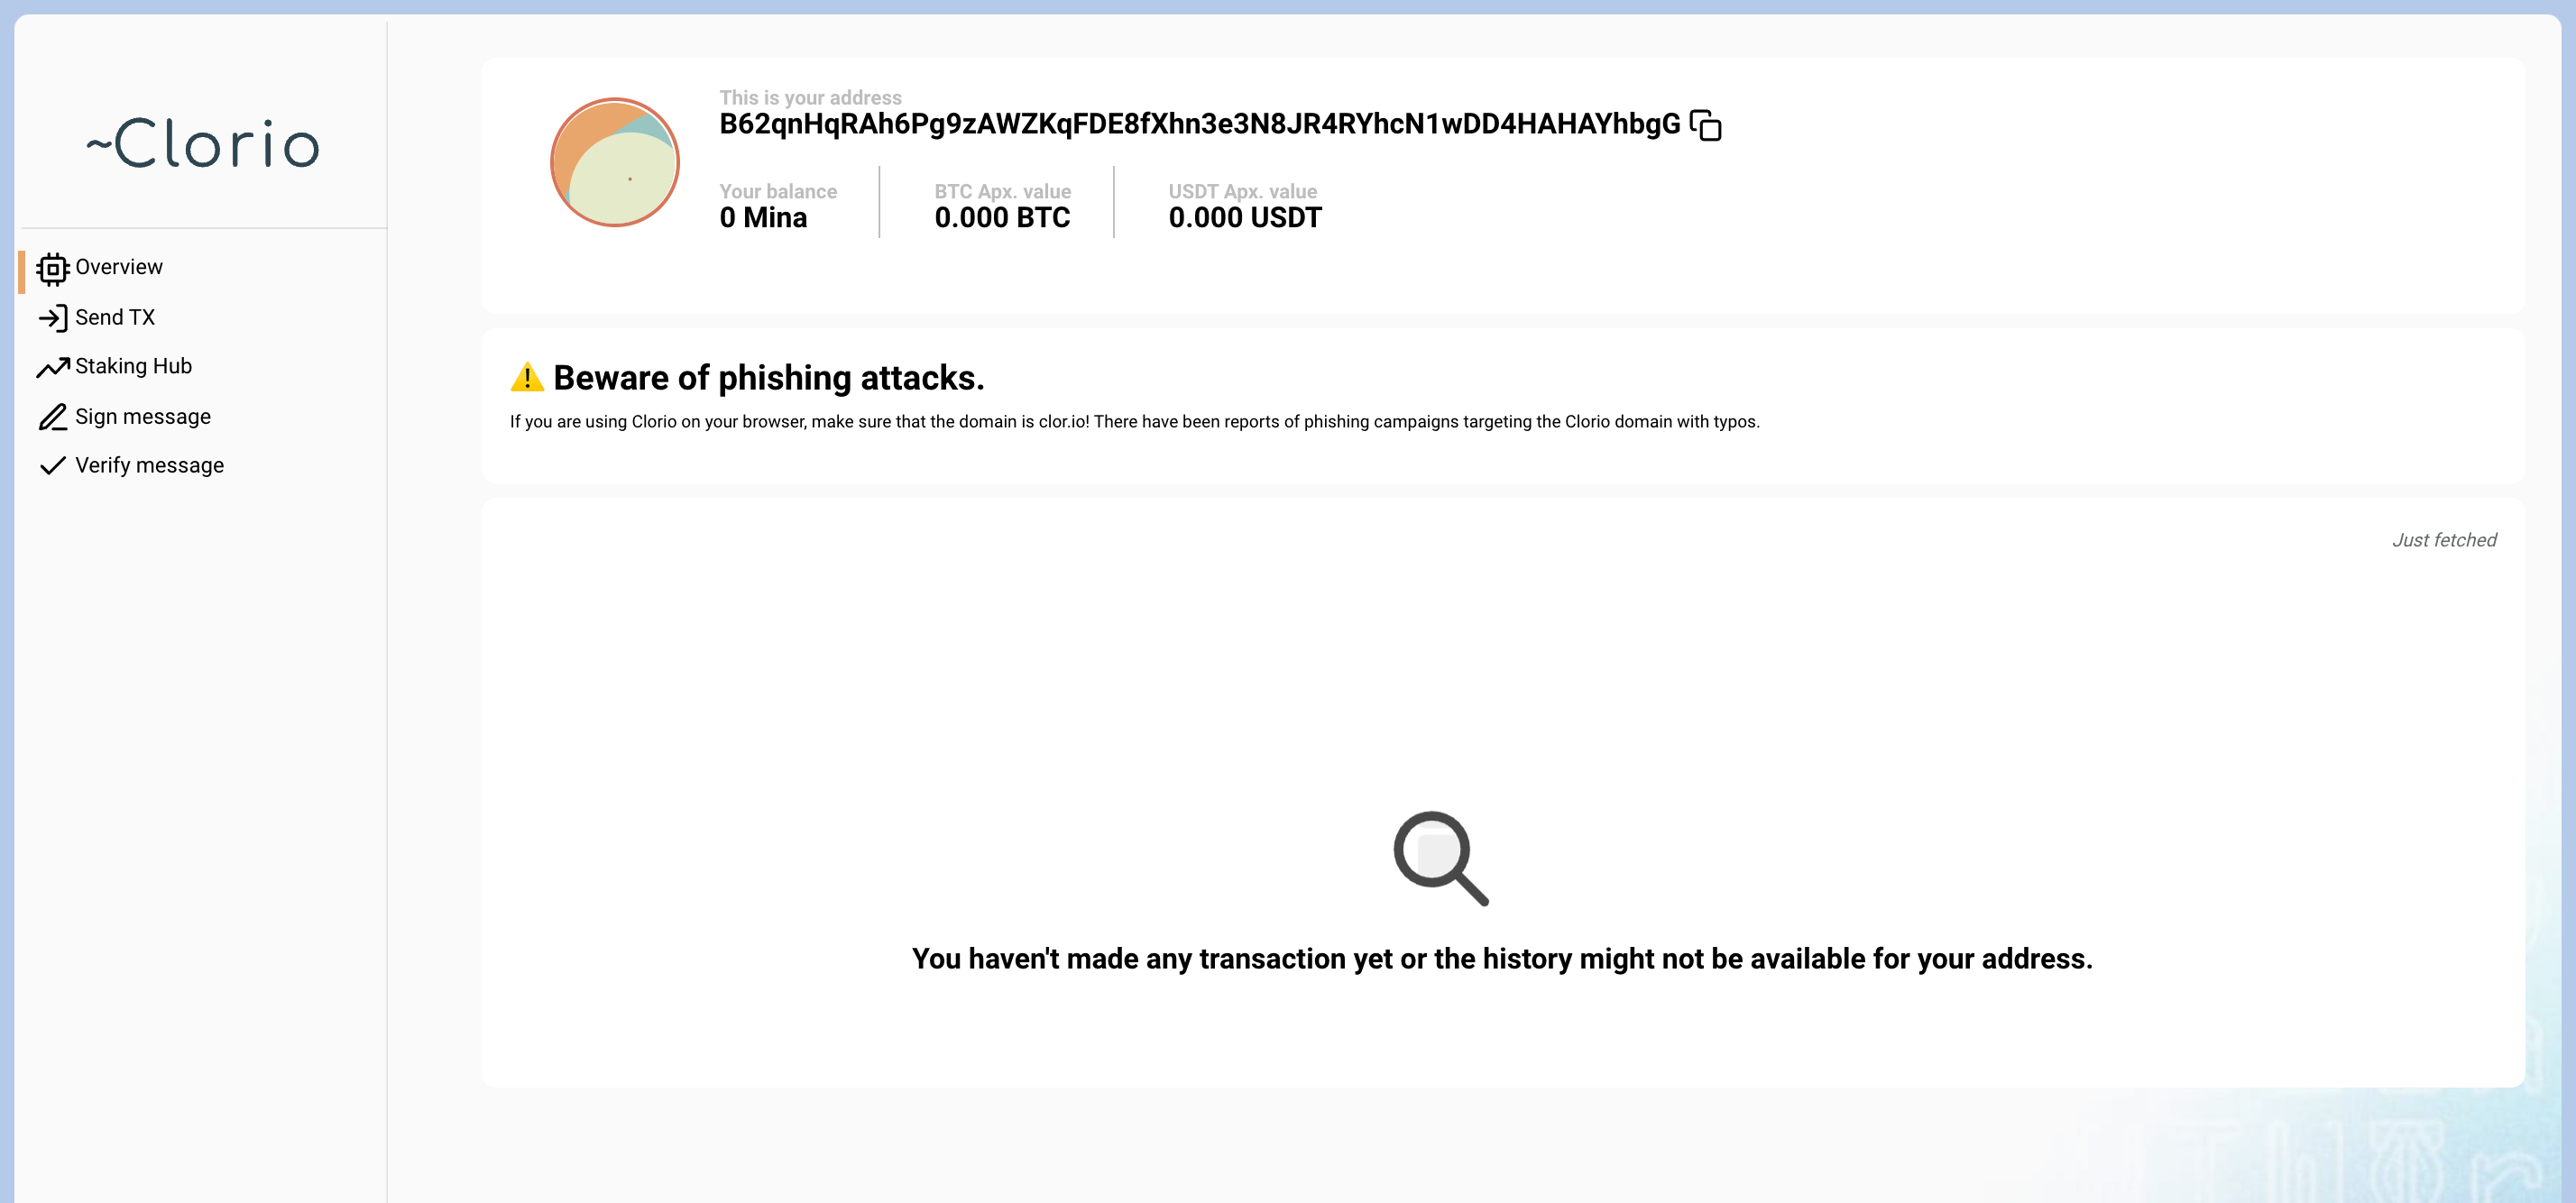 ~Clorio
Overview
Send TX
Staking Hub
Sign message
Verify message
This is your address
B62qnHqRAh6Pg9zAWZKqFDE8fXhn3e3N8JR4RYhcN1wDD4HAHAYhbgG
Your balance
0 Mina
BTC Apx. value
0.000 BTC
USDT Apx. value
0.000 USDT
⚠️ Beware of phishing attacks.
If you are using Clorio on your browser, make sure that the domain is clor.io! There have been reports of phishing campaigns targeting the Clorio domain with typos.
Just fetched
You haven't made any transaction yet or the history might not be available for your address.